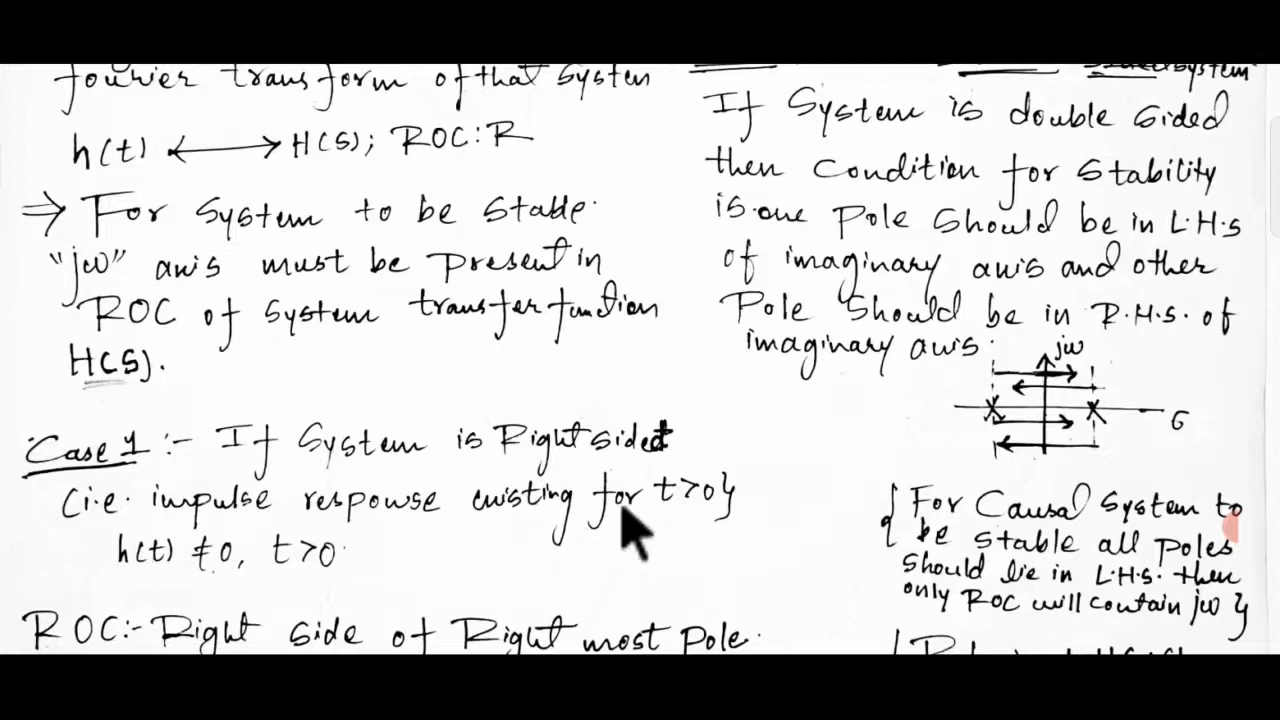 fourier transform of that System
h(t) ⟷ H(s); ROC: R
⇒ For System to be Stable
"jω" axis must be present in
ROC of System transfer function
H(S).
Case 1 :- If System is Right sided
(i.e. impulse response existing for t>0}
h(t) ≠ 0, t>0
ROC:- Right side of Right most pole.
System
If System is double sided
then Condition for Stability
is one Pole Should be in L.H.S
of imaginary axis and other
Pole Should be in R.H.S. of
imaginary axis
jω
σ
{ For Causal System to
be stable all poles
should lie in L.H.S. then
only ROC will contain jω }